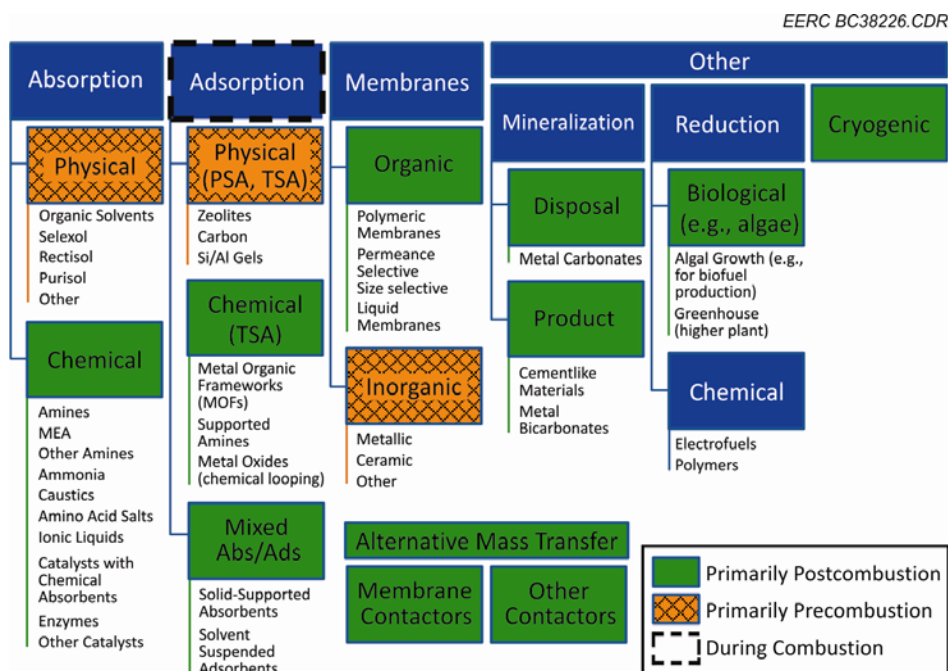 EERC BC38226.CDR
Absorption
Physical
Organic Solvents
Selexol
Rectisol
Purisol
Other
Chemical
Amines
MEA
Other Amines
Ammonia
Caustics
Amino Acid Salts
Ionic Liquids
Catalysts with
Chemical
Absorbents
Enzymes
Other Catalysts
Adsorption
Physical
(PSA, TSA)
Zeolites
Carbon
Si/Al Gels
Chemical
(TSA)
Metal Organic
Frameworks
(MOFs)
Supported
Amines
Metal Oxides
(chemical looping)
Mixed
Abs/Ads
Solid-Supported
Absorbents
Solvent
Suspended
Adsorbents
Membranes
Organic
Polymeric
Membranes
Permeance
Selective
Size selective
Liquid
Membranes
Inorganic
Metallic
Ceramic
Other
Other
Mineralization
Disposal
Metal Carbonates
Product
Cementlike
Materials
Metal
Bicarbonates
Reduction
Biological
(e.g., algae)
Algal Growth (e.g.,
for biofuel
production)
Greenhouse
(higher plant)
Chemical
Electrofuels
Polymers
Cryogenic
Alternative Mass Transfer
Membrane
Contactors
Other
Contactors
Primarily Postcombustion
Primarily Precombustion
During Combustion